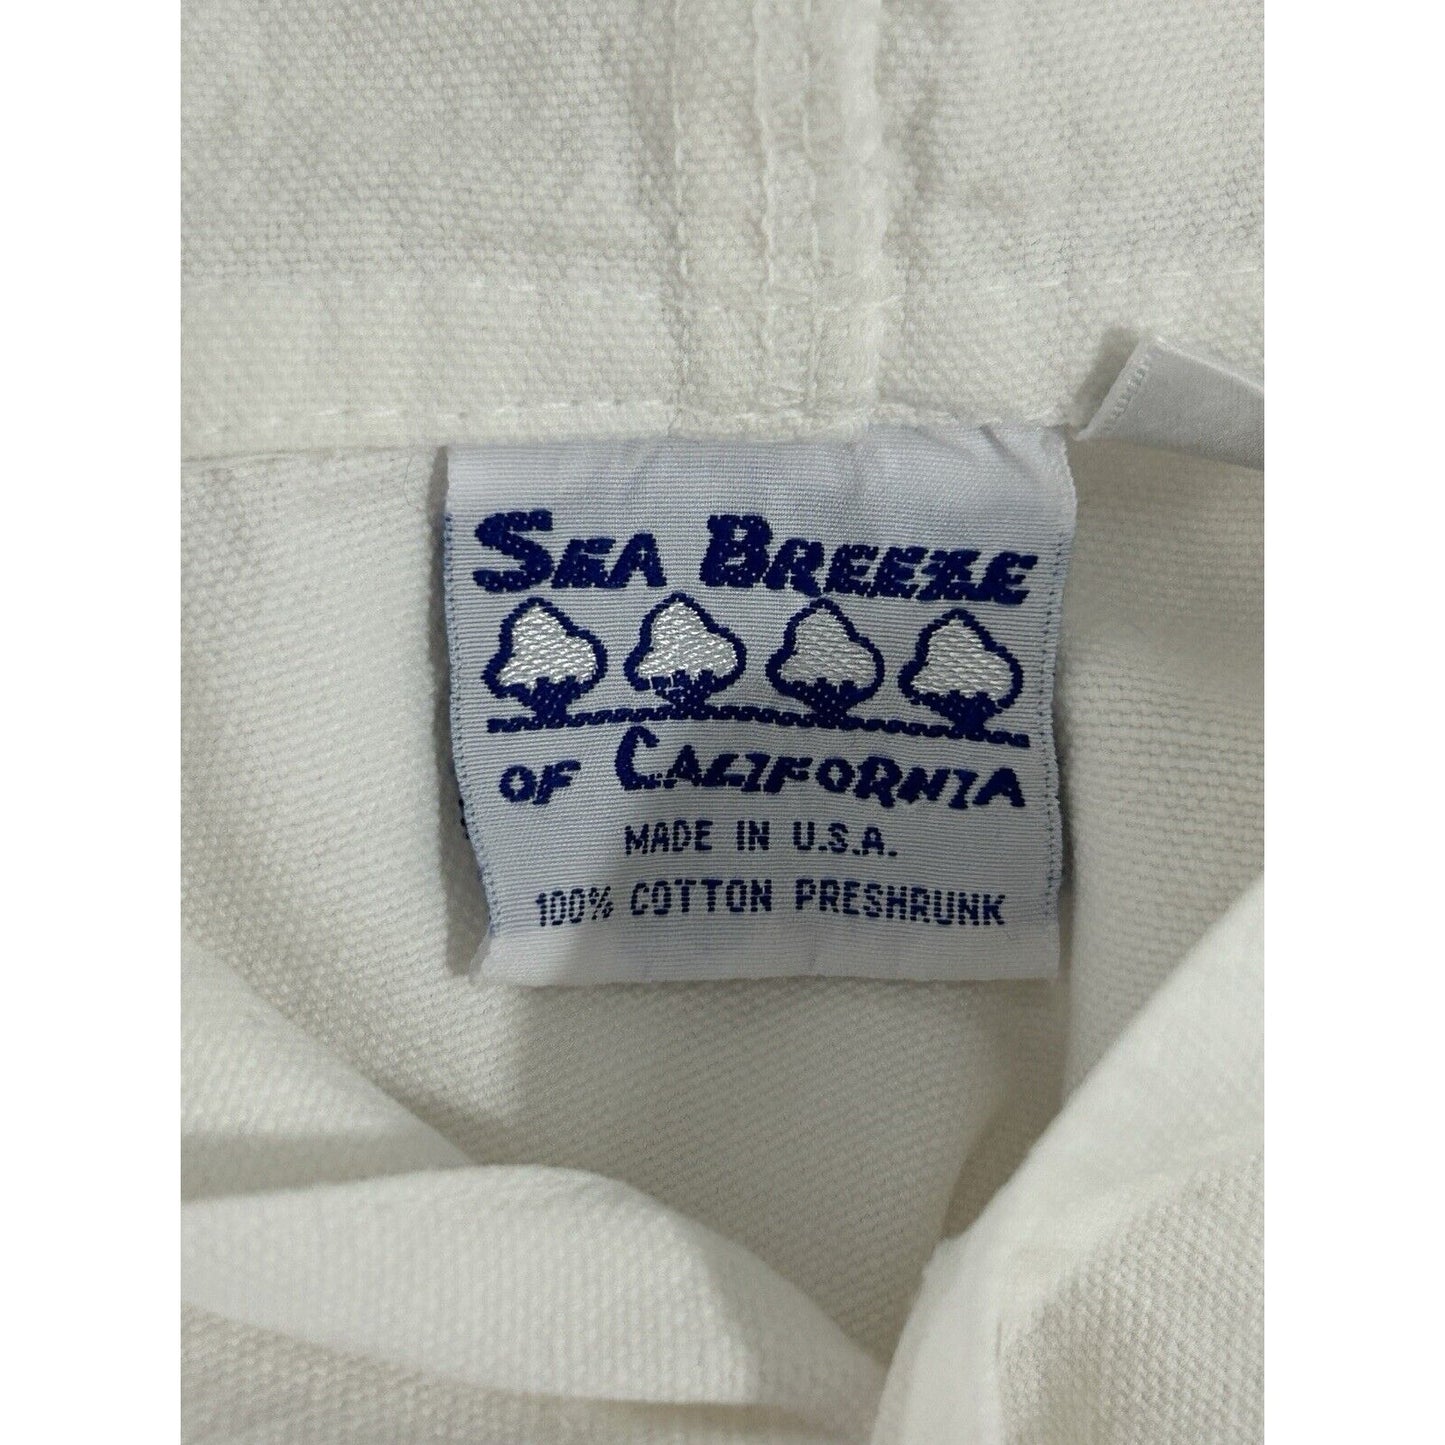 SEA BREEZE
OF CALIFORNIA
MADE IN U.S.A.
100% COTTON PRESHRUNK